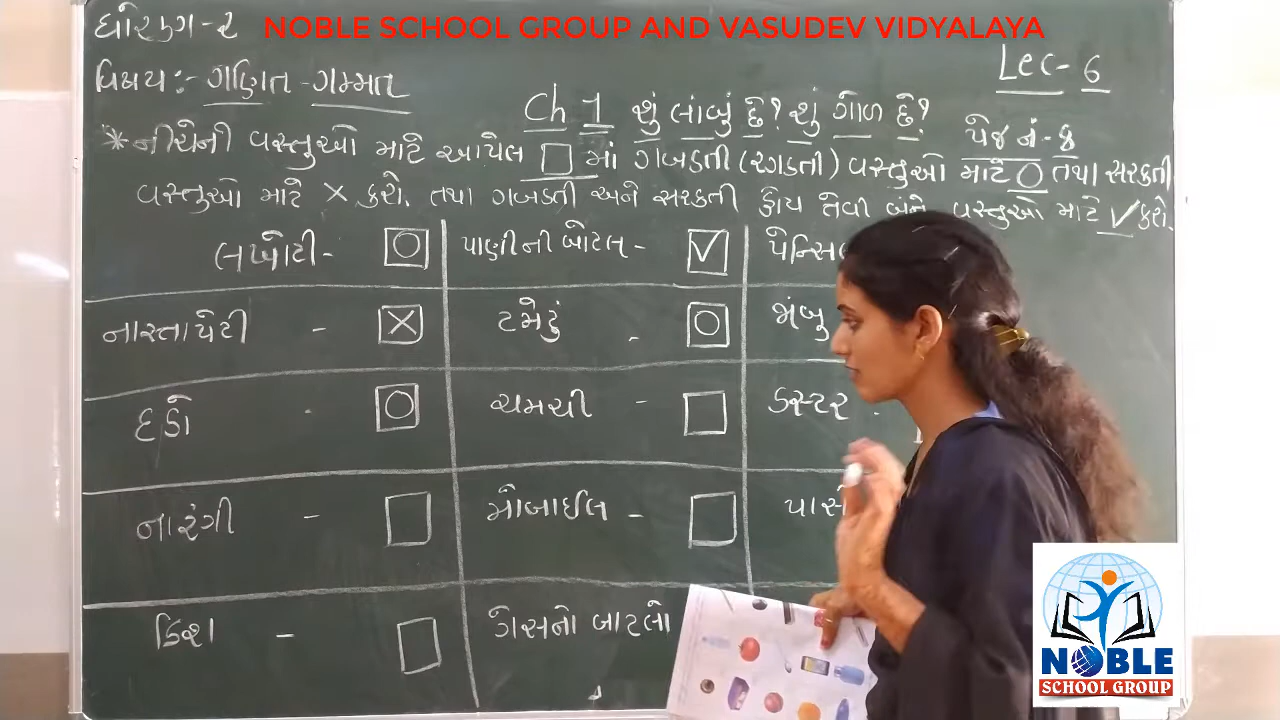 NOBLE SCHOOL GROUP AND VASUDEV VIDYALAYA
ધોરણ-૨
Lec-6
વિષય:- ગણિત-ગમ્મત
Ch 1 શું લાંબું છે? શું ગોળ છે?
પેજ નં-8
* નીચેની વસ્તુઓ માટે આપેલ □ માં ગબડતી (રગડતી) વસ્તુઓ માટે ○ તથા સરકતી
વસ્તુઓ માટે × કરો. તથા ગબડતી અને સરકતી હોય તેવી બંને વસ્તુઓ માટે ✓ કરો.
લખોટી- ○ પાણીની બોટલ- ✓
નાસ્તાપેટી - × ટમેટું - ○
દડો - ○ ચમચી - □ ડસ્ટર -
નારંગી - □ મોબાઈલ - □
ડિશ - □ ગેસનો બાટલો
NOBLE
SCHOOL GROUP